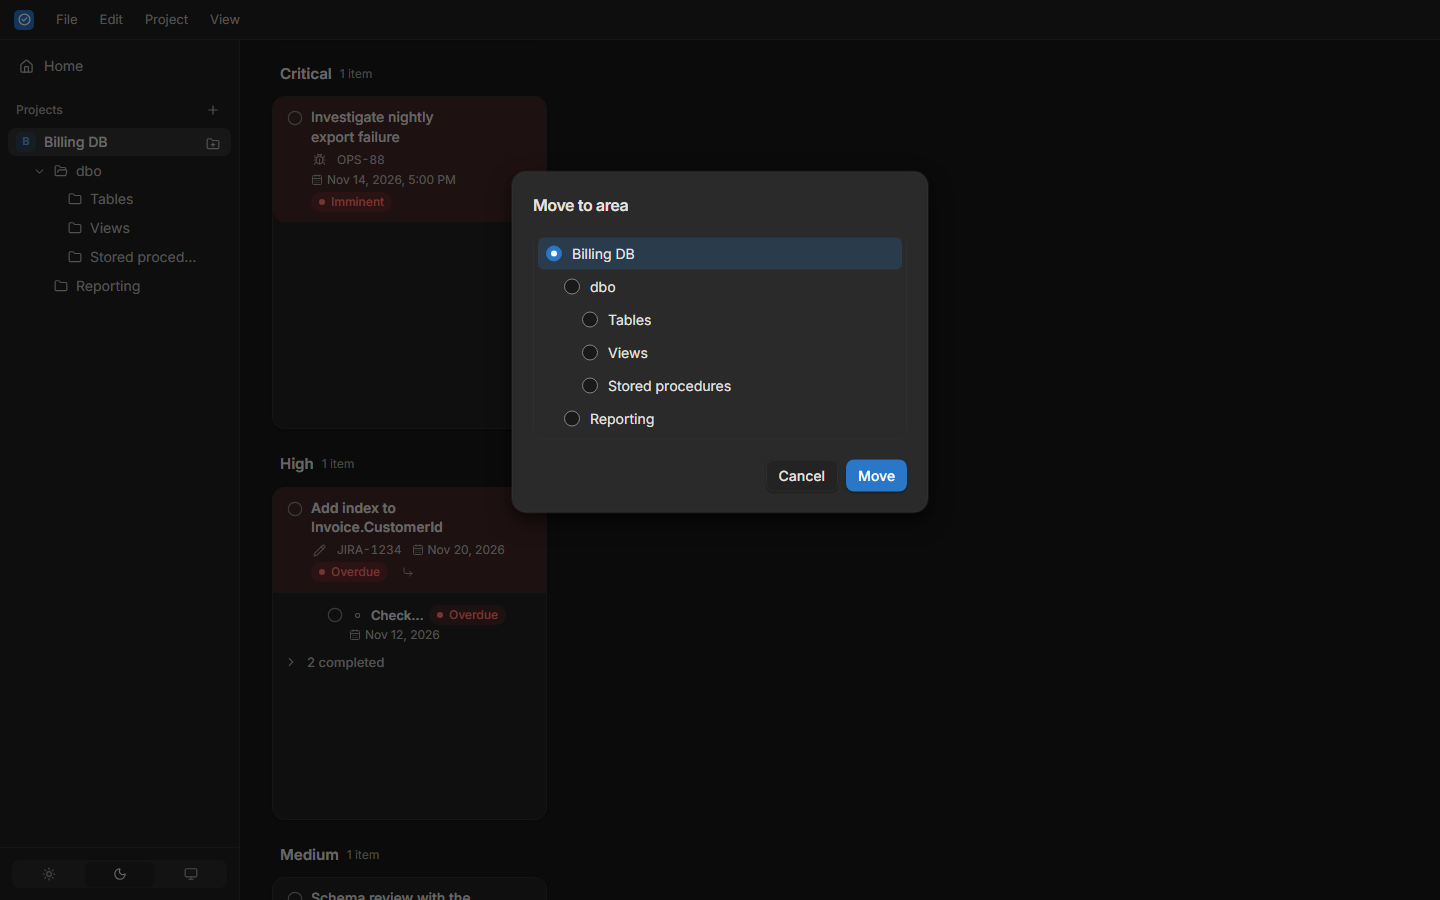 File Edit Project View
Home
Projects
B Billing DB
dbo
Tables
Views
Stored proced...
Reporting
Critical 1 item
Investigate nightly
export failure
OPS-88
Nov 14, 2026, 5:00 PM
Imminent
High 1 item
Add index to
Invoice.CustomerId
JIRA-1234 Nov 20, 2026
Overdue
Check... Overdue
Nov 12, 2026
2 completed
Medium 1 item
Schema review with the
Move to area
Billing DB
dbo
Tables
Views
Stored procedures
Reporting
Cancel Move